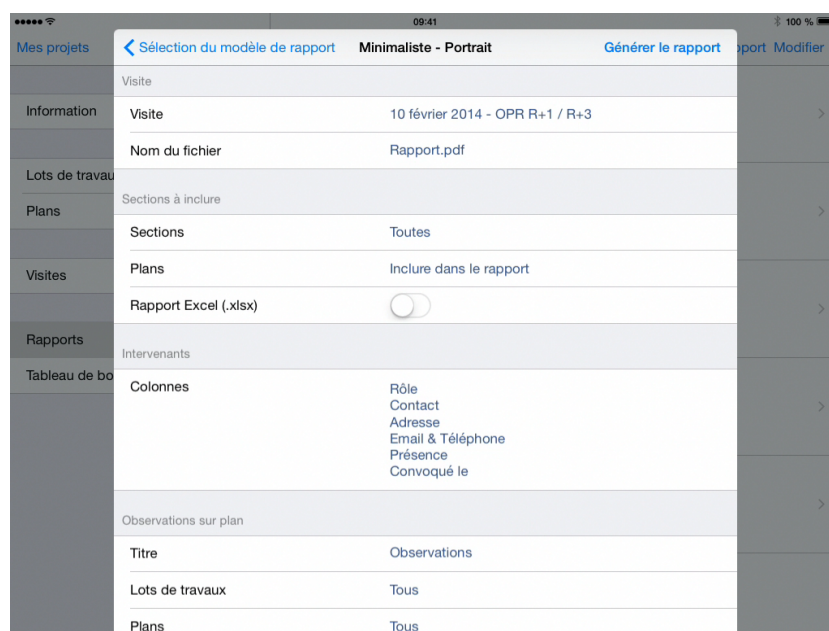 09:41
100 %
Mes projets
Sélection du modèle de rapport
Minimaliste - Portrait
Générer le rapport
pport
Modifier
Visite
Information
Visite
10 février 2014 - OPR R+1 / R+3
Nom du fichier
Rapport.pdf
Lots de travau
Sections à inclure
Plans
Sections
Toutes
Plans
Inclure dans le rapport
Visites
Rapport Excel (.xlsx)
Rapports
Intervenants
Tableau de bo
Colonnes
Rôle
Contact
Adresse
Email & Téléphone
Présence
Convoqué le
Observations sur plan
Titre
Observations
Lots de travaux
Tous
Plans
Tous